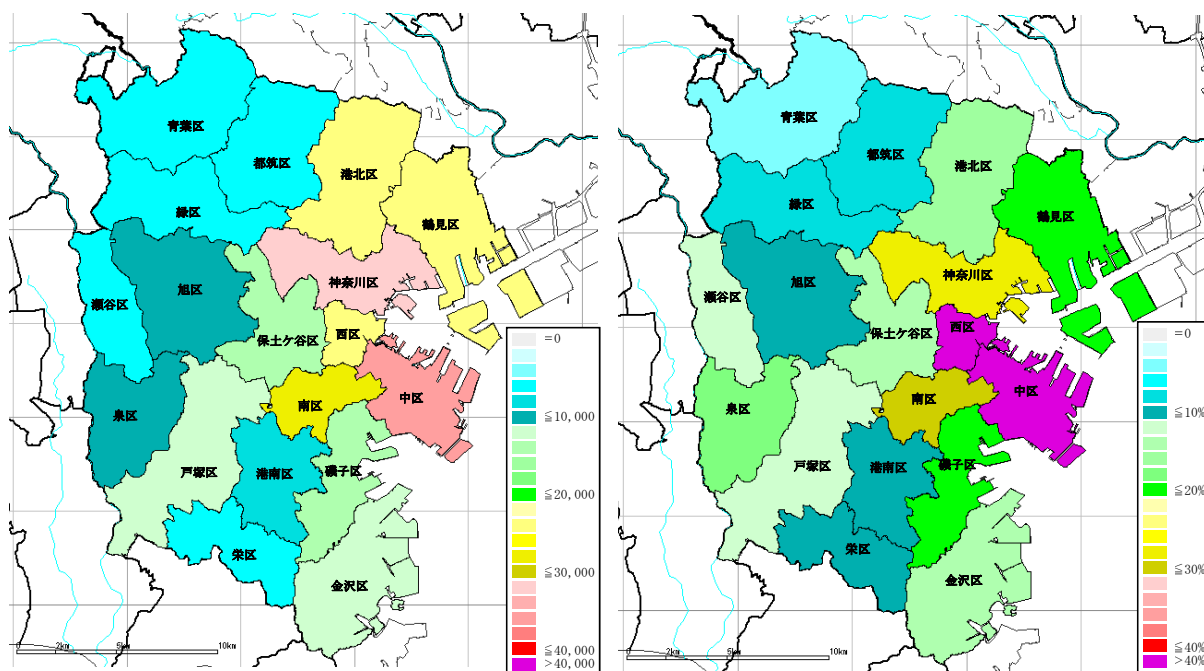 青葉区
都筑区
港北区
緑区
鶴見区
瀬谷区
旭区
神奈川区
保土ケ谷区
西区
泉区
南区
中区
戸塚区
港南区
磯子区
栄区
金沢区
=0
≦10,000
≦20,000
≦30,000
≦40,000
>40,000
2km
5km
10km
青葉区
都筑区
港北区
緑区
鶴見区
瀬谷区
旭区
神奈川区
保土ケ谷区
西区
泉区
南区
中区
戸塚区
港南区
磯子区
栄区
金沢区
=0
≦10%
≦20%
≦30%
≦40%
>40%
2km
5km
10km